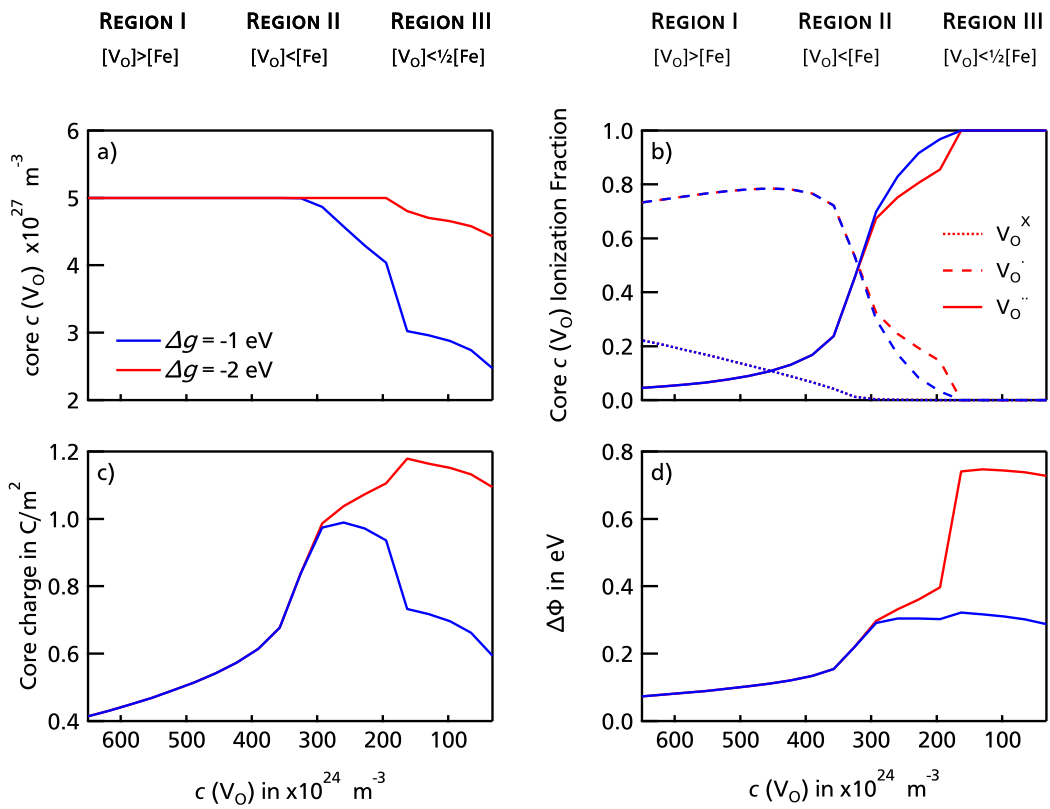 REGION I REGION II REGION III REGION I REGION II REGION III
[VO]>[Fe] [VO]<[Fe] [VO]<½[Fe] [VO]>[Fe] [VO]<[Fe] [VO]<½[Fe]
a)
core c (VO) x10^27 m^-3
6
5
4
3
2
Δg = -1 eV
Δg = -2 eV
b)
Core c (VO) Ionization Fraction
1.0
0.8
0.6
0.4
0.2
0.0
VO^X
VO^·
VO^··
c)
Core charge in C/m^2
1.2
1.0
0.8
0.6
0.4
600 500 400 300 200 100
c (VO) in x10^24 m^-3
d)
ΔΦ in eV
0.8
0.6
0.4
0.2
0.0
600 500 400 300 200 100
c (VO) in x10^24 m^-3